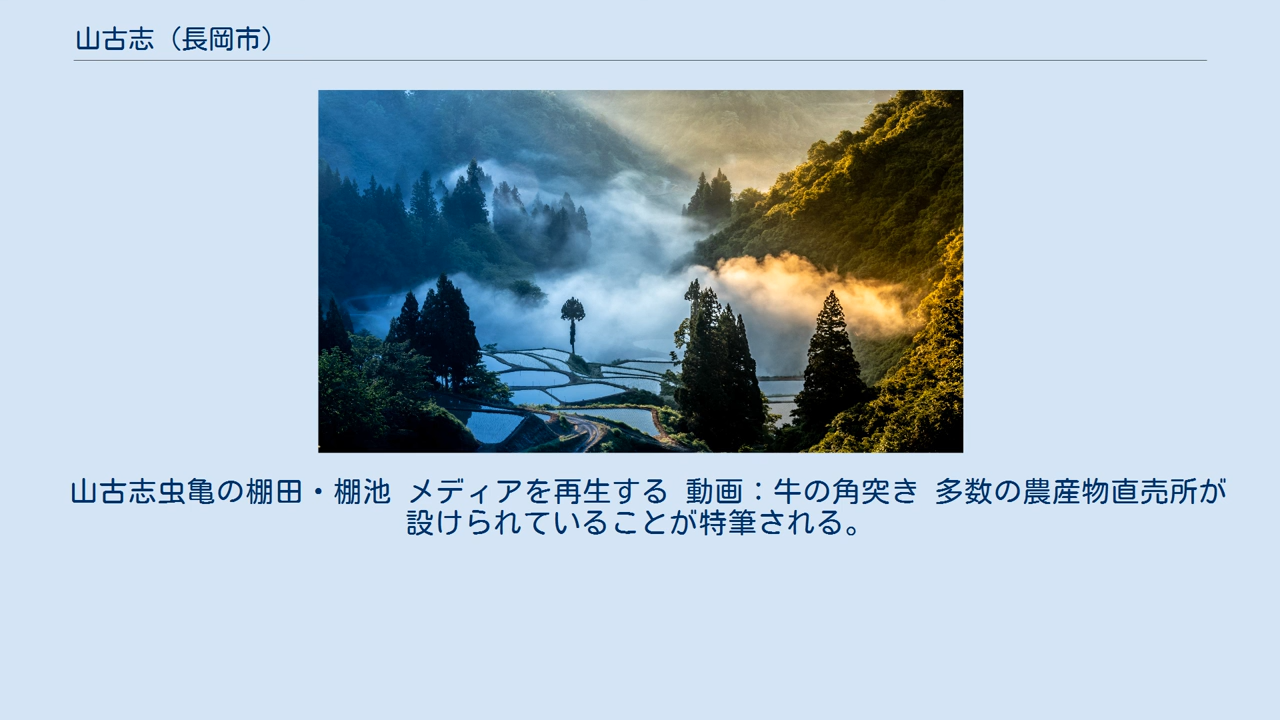 山古志（長岡市）
山古志虫亀の棚田・棚池 メディアを再生する 動画：牛の角突き 多数の農産物直売所が
設けられていることが特筆される。